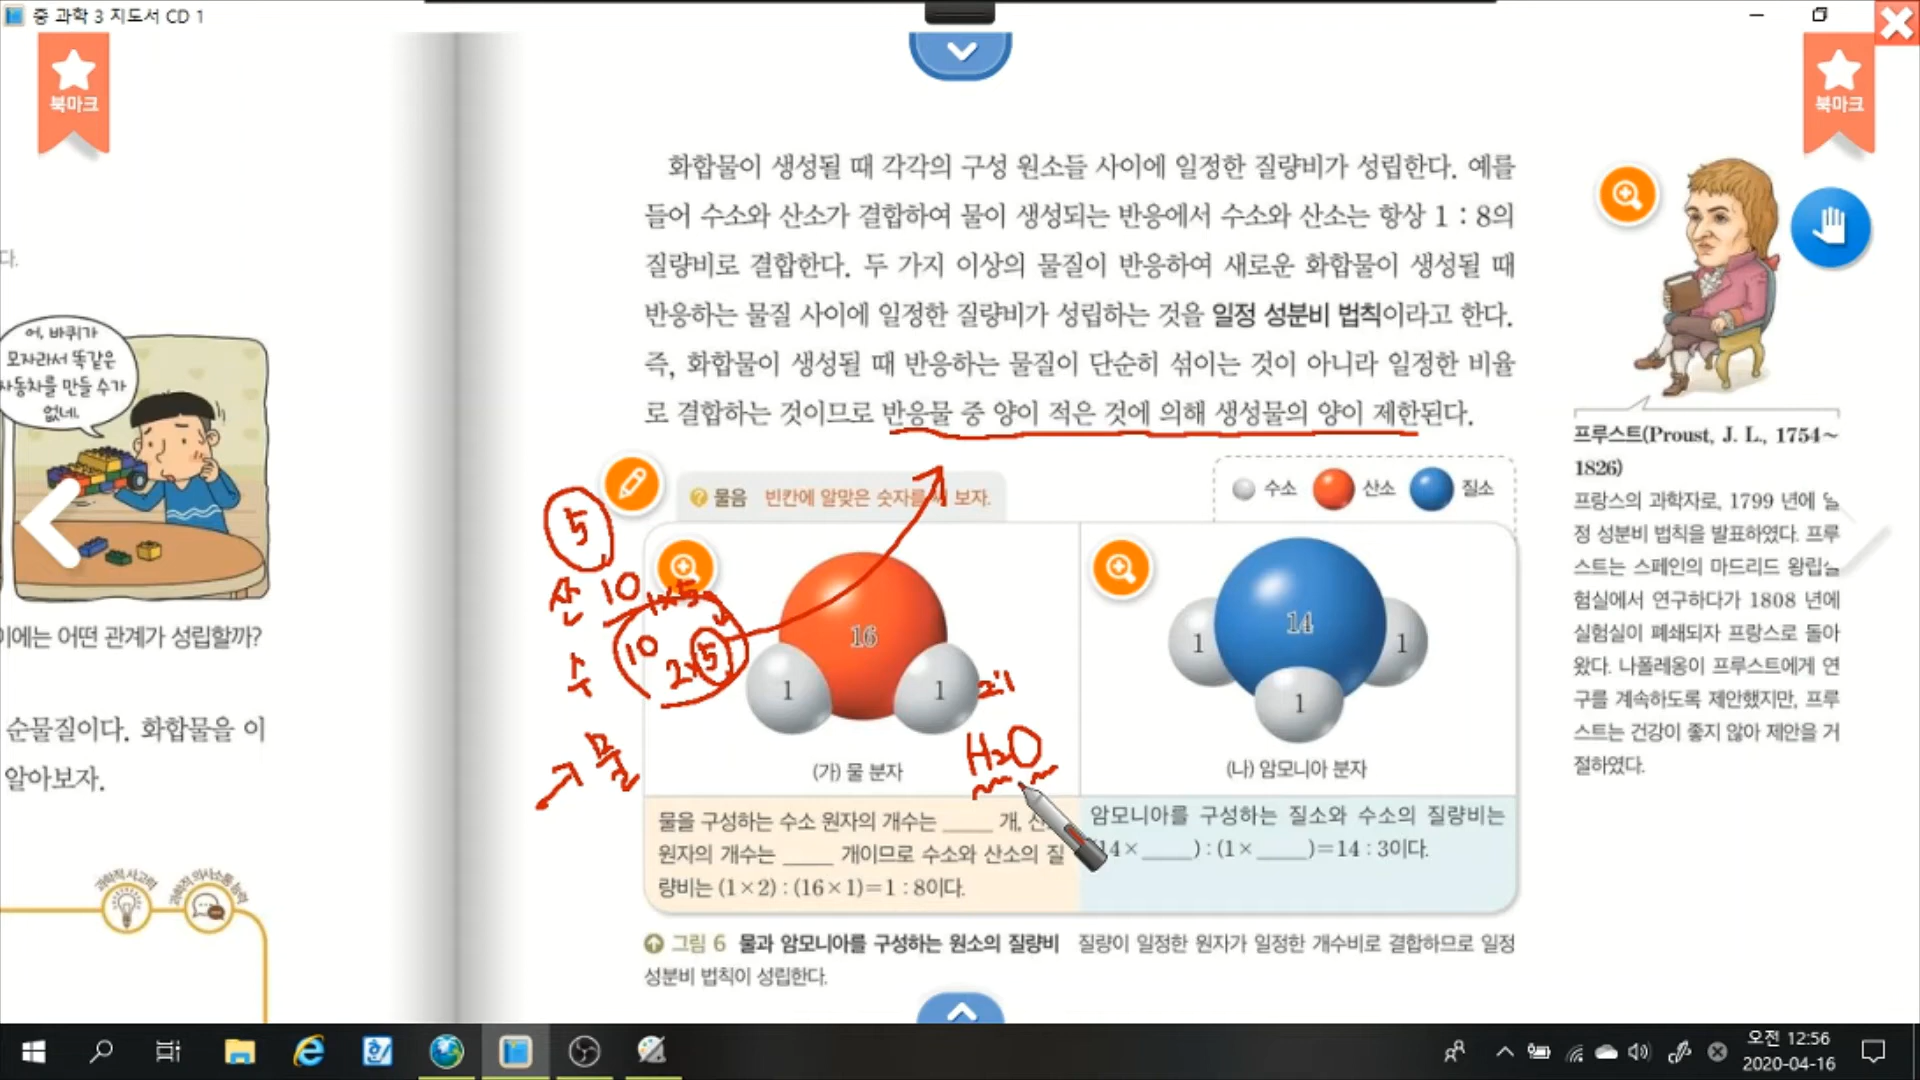 중 과학 3 지도서 CD 1
북마크
북마크
다.
어, 바퀴가
모자라서 똑같은
자동차를 만들 수가
없네.
이에는 어떤 관계가 성립할까?
순물질이다. 화합물을 이
알아보자.
과학적 사고력
과학적 의사소통 능력
화합물이 생성될 때 각각의 구성 원소들 사이에 일정한 질량비가 성립한다. 예를
들어 수소와 산소가 결합하여 물이 생성되는 반응에서 수소와 산소는 항상 1 : 8의
질량비로 결합한다. 두 가지 이상의 물질이 반응하여 새로운 화합물이 생성될 때
반응하는 물질 사이에 일정한 질량비가 성립하는 것을 일정 성분비 법칙이라고 한다.
즉, 화합물이 생성될 때 반응하는 물질이 단순히 섞이는 것이 아니라 일정한 비율
로 결합하는 것이므로 반응물 중 양이 적은 것에 의해 생성물의 양이 제한된다.
? 물음 빈칸에 알맞은 숫자를 써 보자.
수소 산소 질소
5
산 10
1×5
수 10
2×5
물
16
1
1
2개
H2O
(가) 물 분자
14
1
1
1
(나) 암모니아 분자
물을 구성하는 수소 원자의 개수는 _____ 개, 산
원자의 개수는 _____ 개이므로 수소와 산소의 질
량비는 (1×2) : (16×1)=1 : 8이다.
암모니아를 구성하는 질소와 수소의 질량비는
(14×_____) : (1×_____)=14 : 3이다.
그림 6 물과 암모니아를 구성하는 원소의 질량비 질량이 일정한 원자가 일정한 개수비로 결합하므로 일정
성분비 법칙이 성립한다.
프루스트(Proust, J. L., 1754~
1826)
프랑스의 과학자로, 1799 년에 일
정 성분비 법칙을 발표하였다. 프루
스트는 스페인의 마드리드 왕립
험실에서 연구하다가 1808 년에
실험실이 폐쇄되자 프랑스로 돌아
왔다. 나폴레옹이 프루스트에게 연
구를 계속하도록 제안했지만, 프루
스트는 건강이 좋지 않아 제안을 거
절하였다.
오전 12:56
2020-04-16